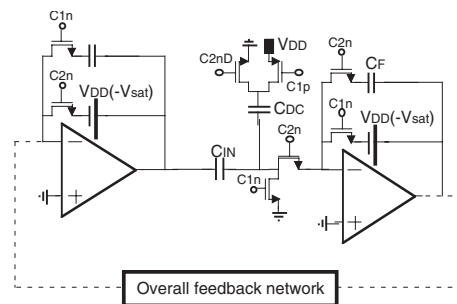 C1n
C2n
VDD(-Vsat)
−
+
C2nD
VDD
C1p
CDC
CIN
C2n
C1n
C2n
CF
C1n
VDD(-Vsat)
−
+
Overall feedback network